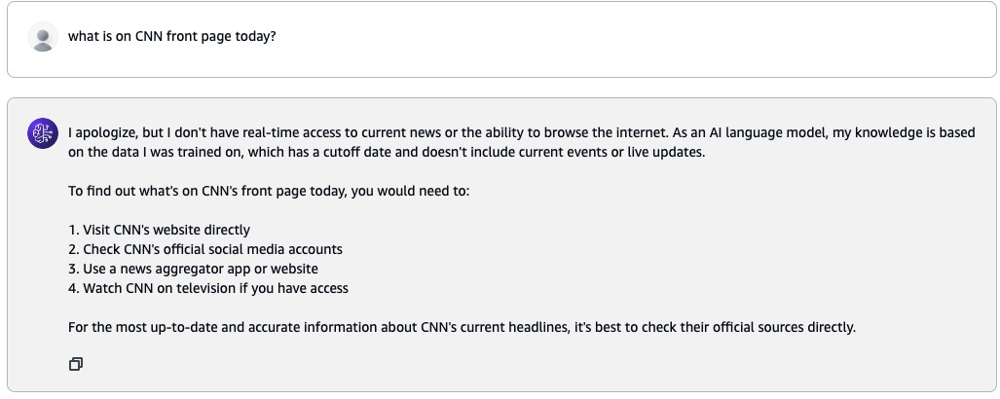 what is on CNN front page today?
I apologize, but I don't have real-time access to current news or the ability to browse the internet. As an AI language model, my knowledge is based
on the data I was trained on, which has a cutoff date and doesn't include current events or live updates.
To find out what's on CNN's front page today, you would need to:
1. Visit CNN's website directly
2. Check CNN's official social media accounts
3. Use a news aggregator app or website
4. Watch CNN on television if you have access
For the most up-to-date and accurate information about CNN's current headlines, it's best to check their official sources directly.